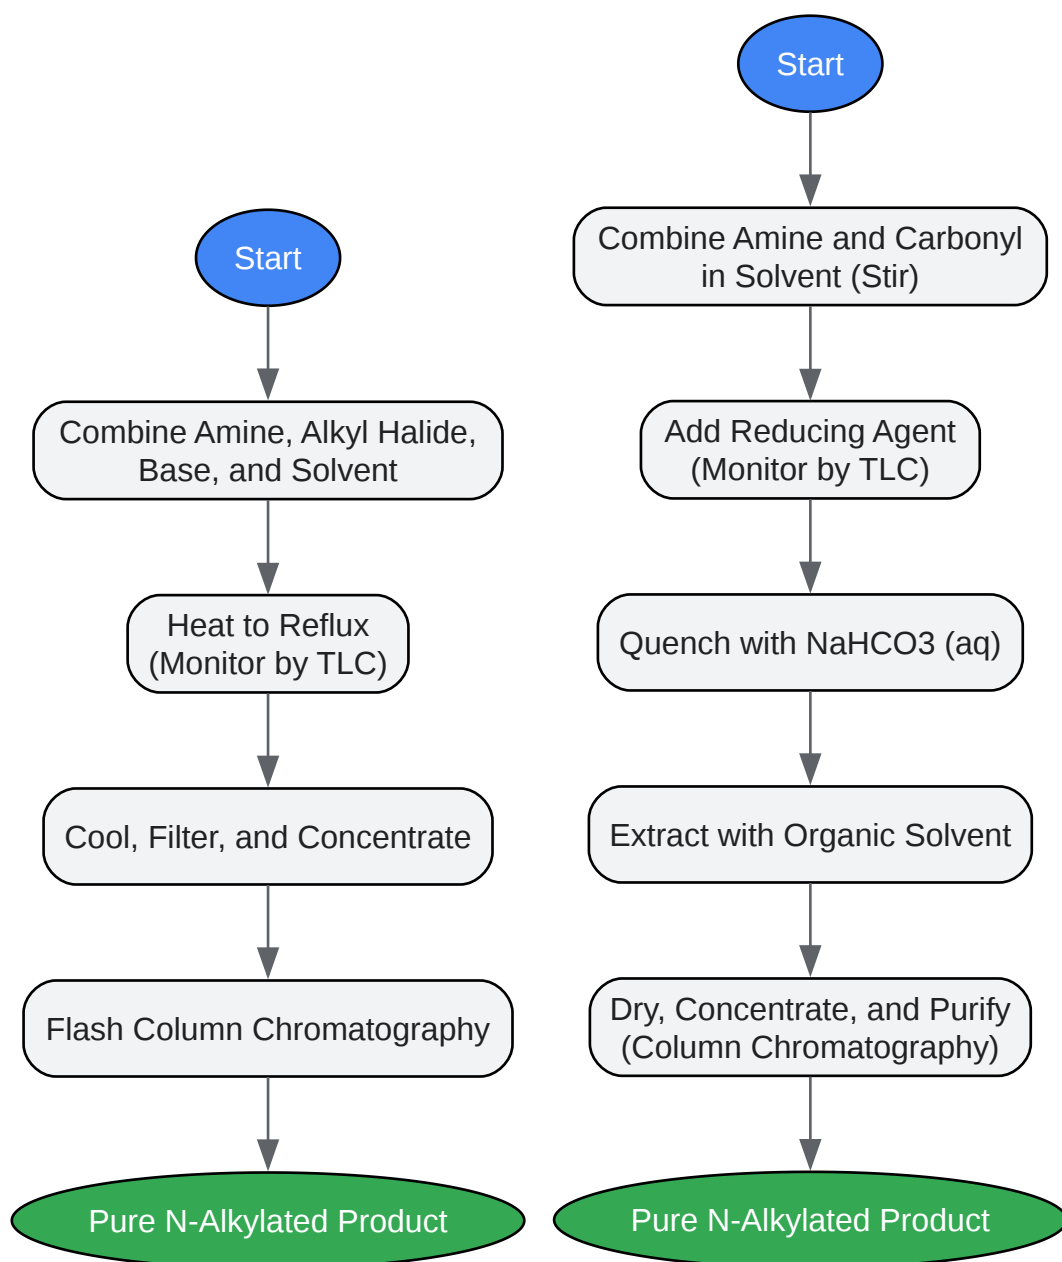 Start
Combine Amine, Alkyl Halide,
Base, and Solvent
Heat to Reflux
(Monitor by TLC)
Cool, Filter, and Concentrate
Flash Column Chromatography
Pure N-Alkylated Product
Start
Combine Amine and Carbonyl
in Solvent (Stir)
Add Reducing Agent
(Monitor by TLC)
Quench with NaHCO3 (aq)
Extract with Organic Solvent
Dry, Concentrate, and Purify
(Column Chromatography)
Pure N-Alkylated Product